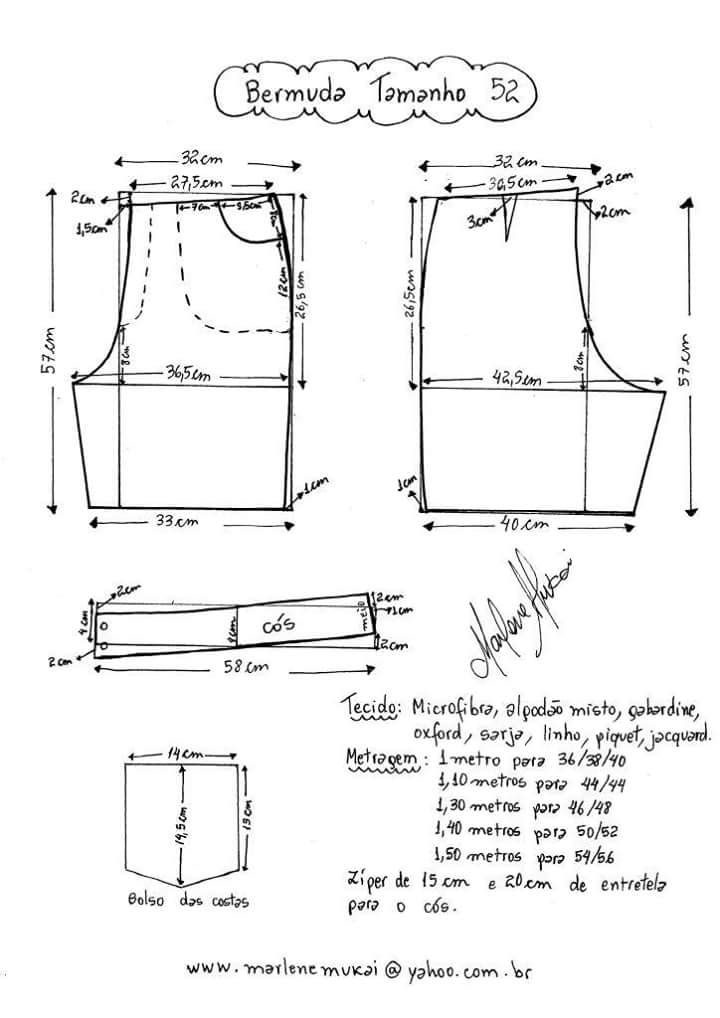 Bermuda Tamanho 52
32cm
27,5cm
2cm
1,5cm
7cm
9,5cm
12cm
26,5cm
57cm
8cm
36,5cm
1cm
33cm
32cm
30,5cm
2cm
2cm
3cm
26,5cm
57cm
8cm
42,5cm
1cm
40cm
2cm
4cm
2cm
cós
meio
2cm
1cm
2cm
58cm
Marlene Mukai
Tecido: Microfibra, algodão misto, gabardine,
oxford, sarja, linho, piquet, jacquard.
Metragem: 1 metro para 36/38/40
1,10 metros para 44/44
1,30 metros para 46/48
1,40 metros para 50/52
1,50 metros para 54/56
Zíper de 15cm e 20cm de entretela
para o cós.
14cm
14,5cm
13cm
Bolso das costas
www.marlenemukai@yahoo.com.br